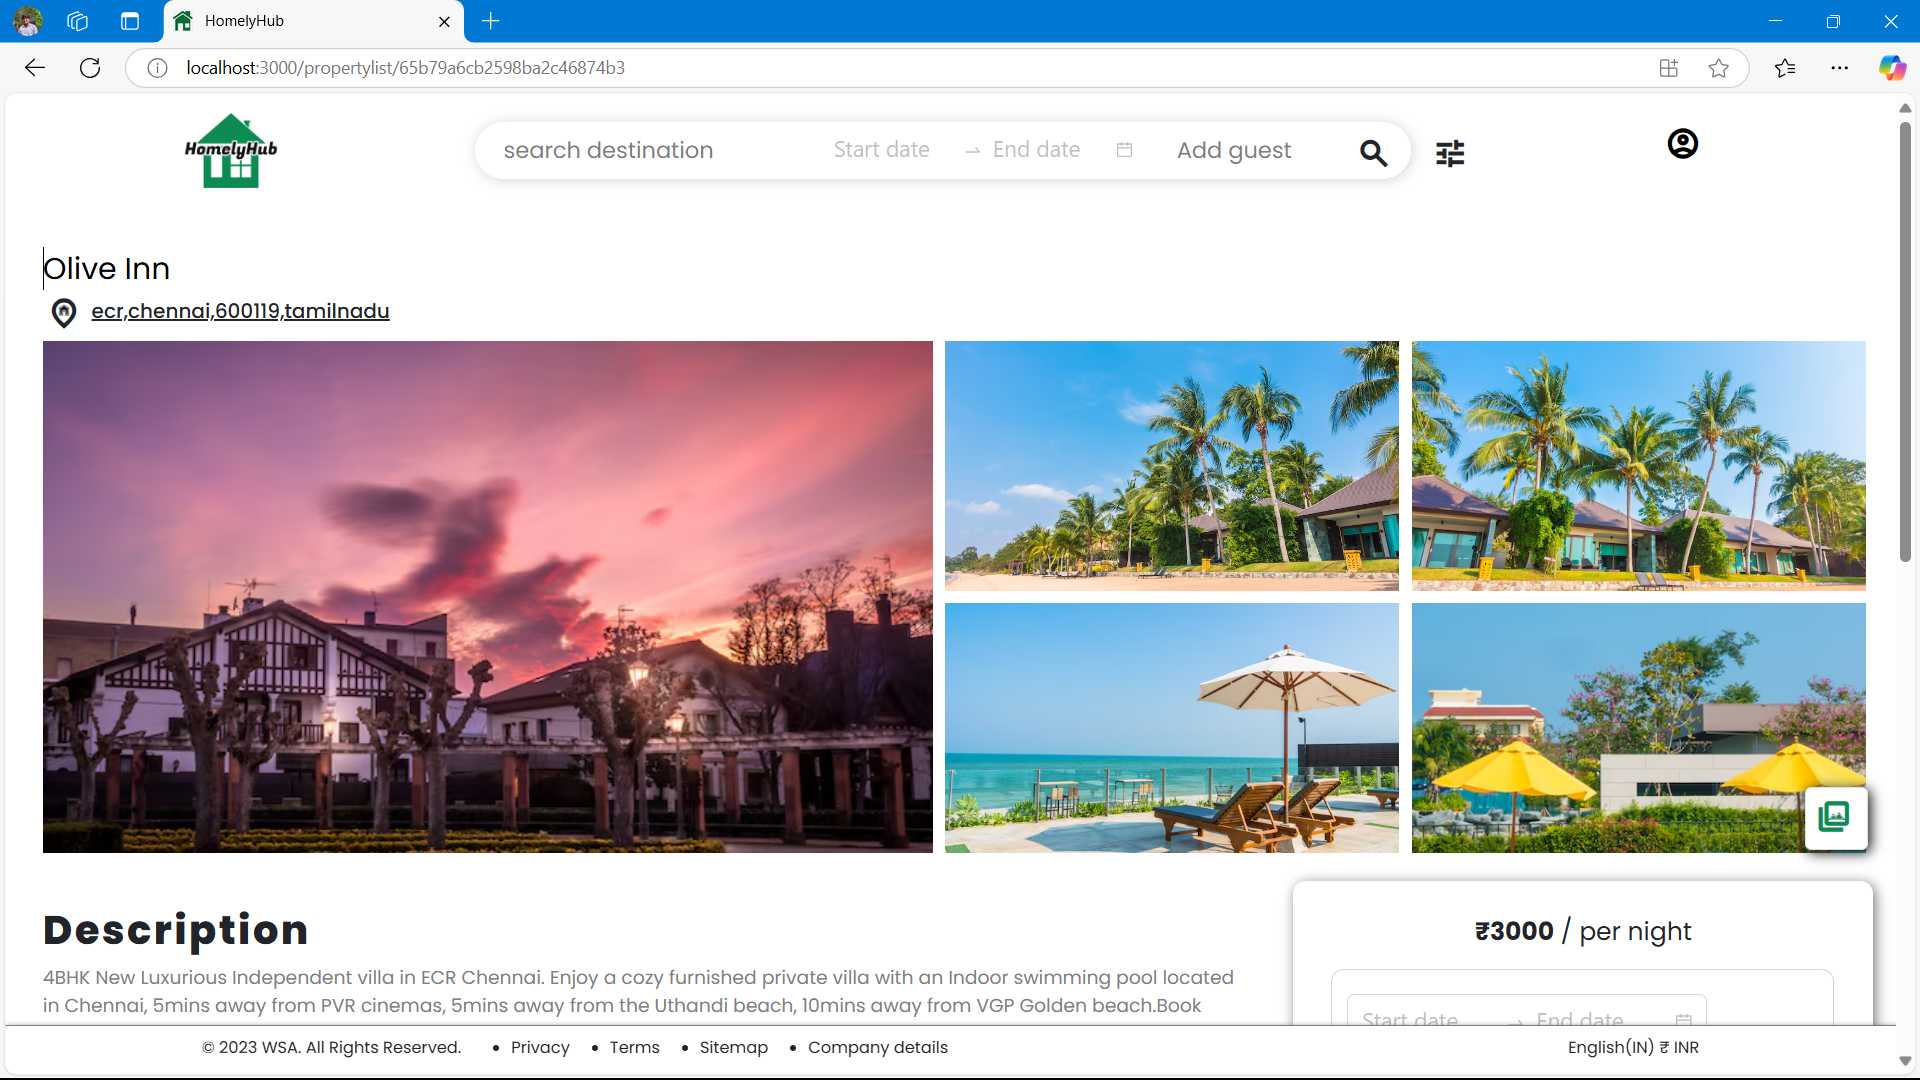 HomelyHub
localhost:3000/propertylist/65b79a6cb2598ba2c46874b3
HomelyHub
search destination
Start date
End date
Add guest
Olive Inn
ecr,chennai,600119,tamilnadu
Description
4BHK New Luxurious Independent villa in ECR Chennai. Enjoy a cozy furnished private villa with an Indoor swimming pool located
in Chennai, 5mins away from PVR cinemas, 5mins away from the Uthandi beach, 10mins away from VGP Golden beach.Book
₹3000 / per night
Start date
End date
© 2023 WSA. All Rights Reserved.
• Privacy
• Terms
• Sitemap
• Company details
English(IN) ₹ INR